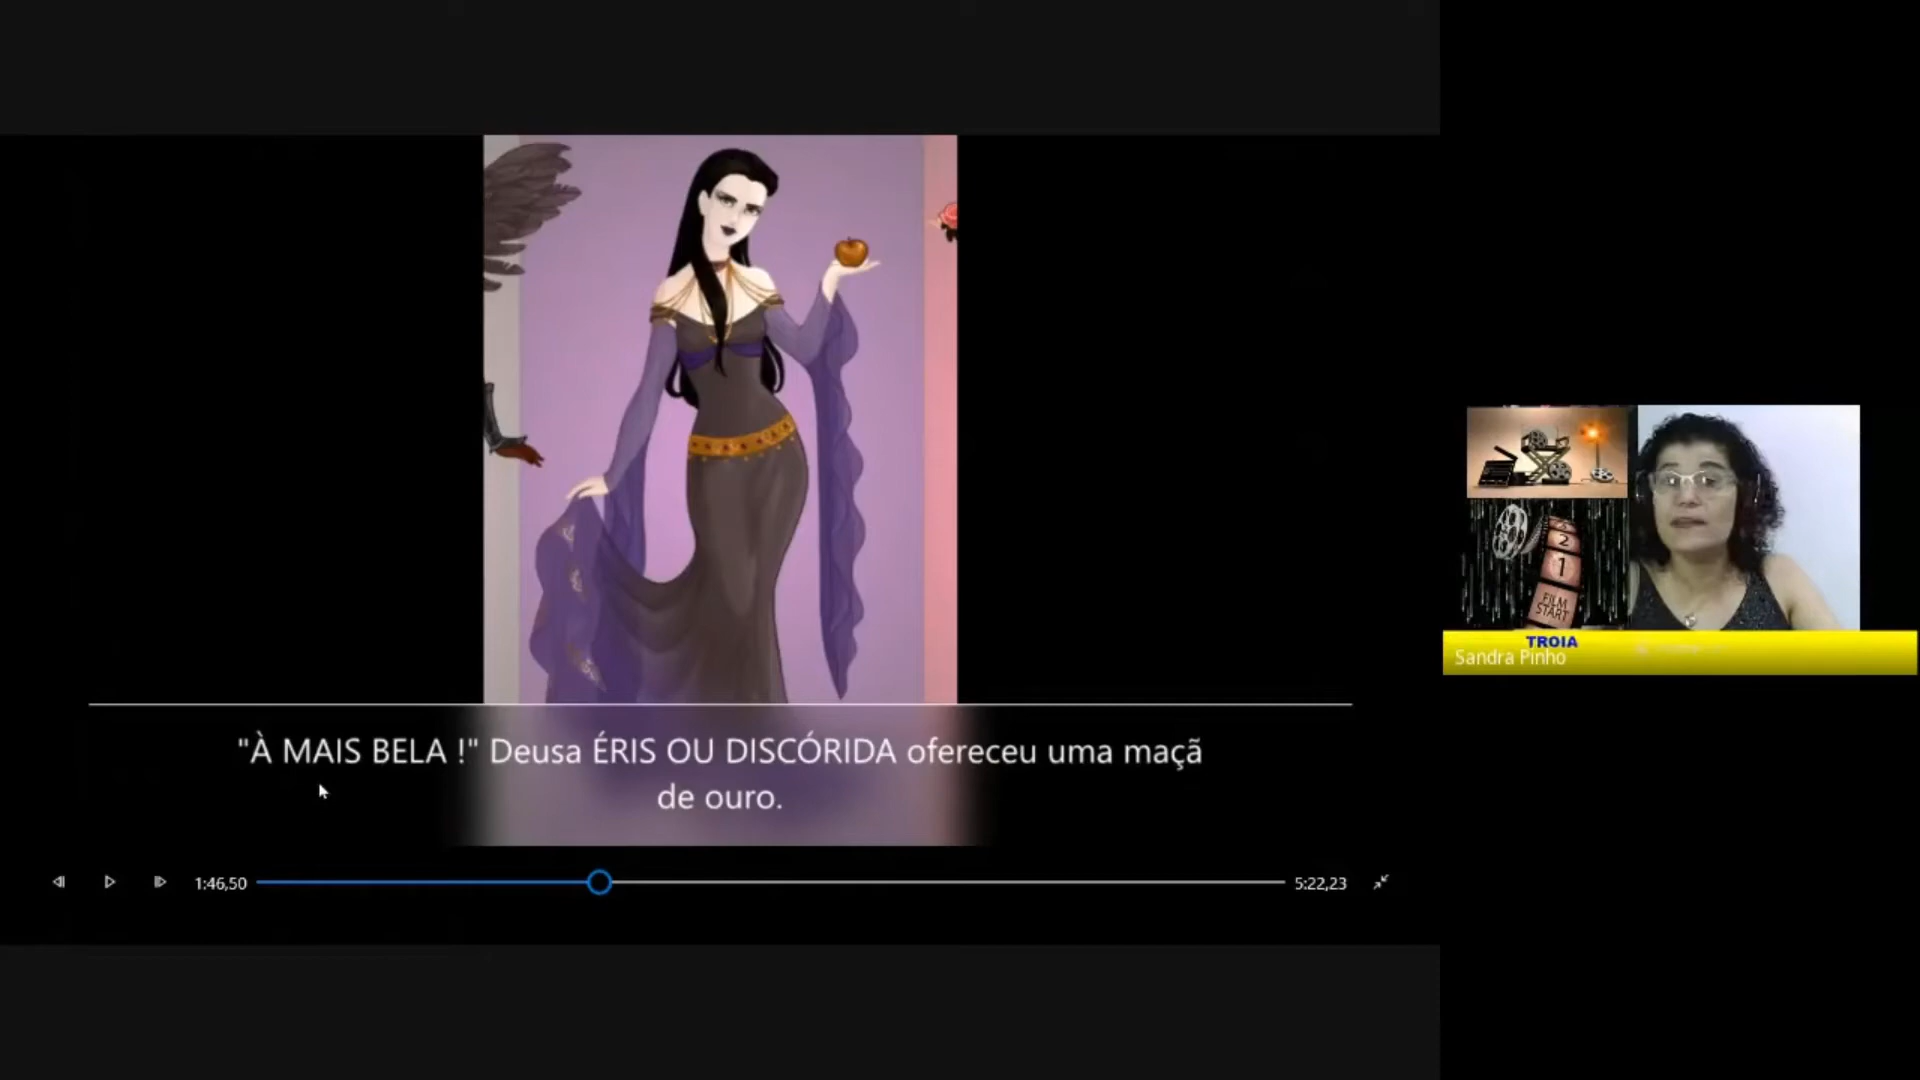 "À MAIS BELA !" Deusa ÉRIS OU DISCÓRIDA ofereceu uma maçã
de ouro.
1:46,50
5:22,23
2
1
FILM
START
TROIA
Sandra Pinho